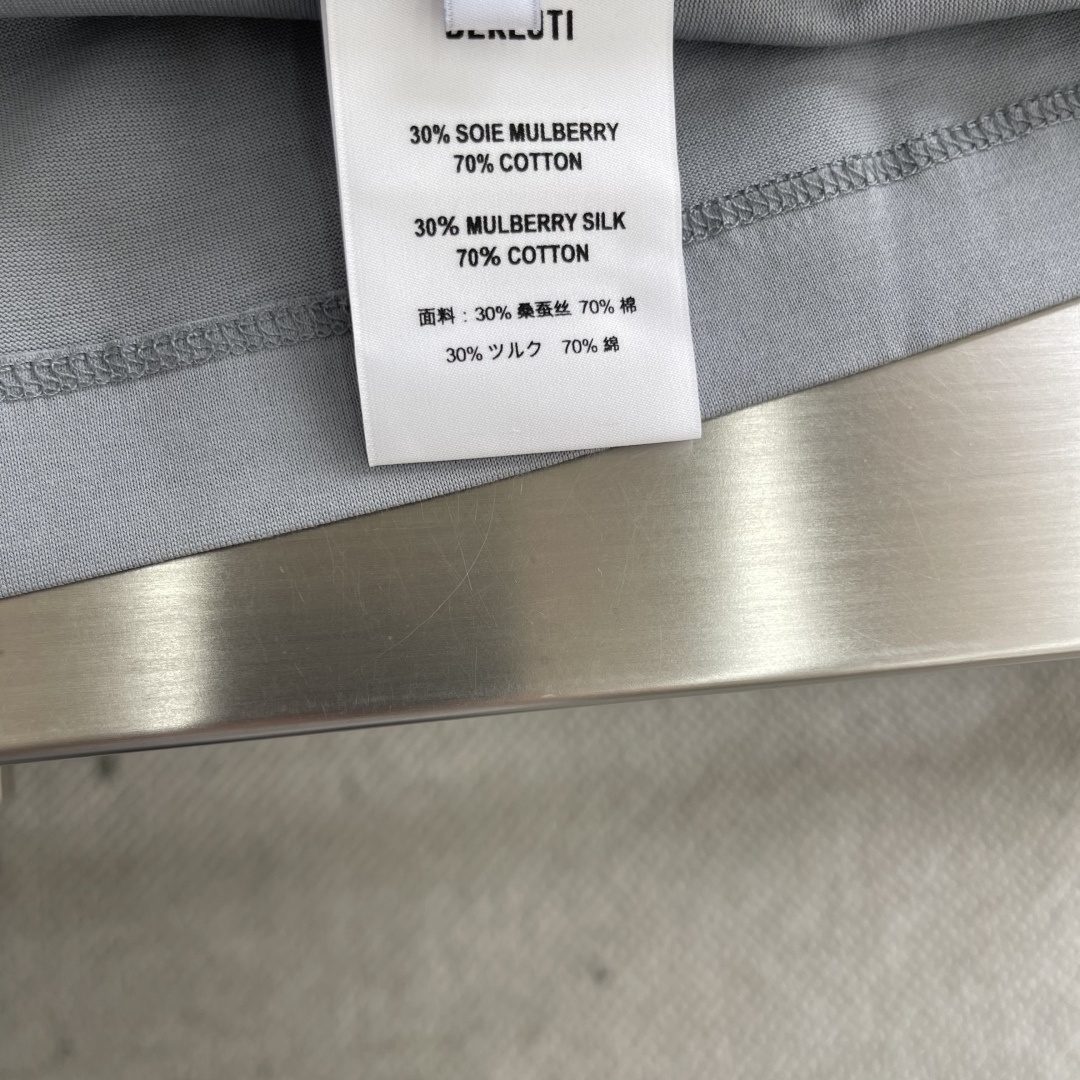 BERLUTI
30% SOIE MULBERRY
70% COTTON
30% MULBERRY SILK
70% COTTON
面料：30% 桑蚕丝 70% 棉
30% ツルク 70% 綿